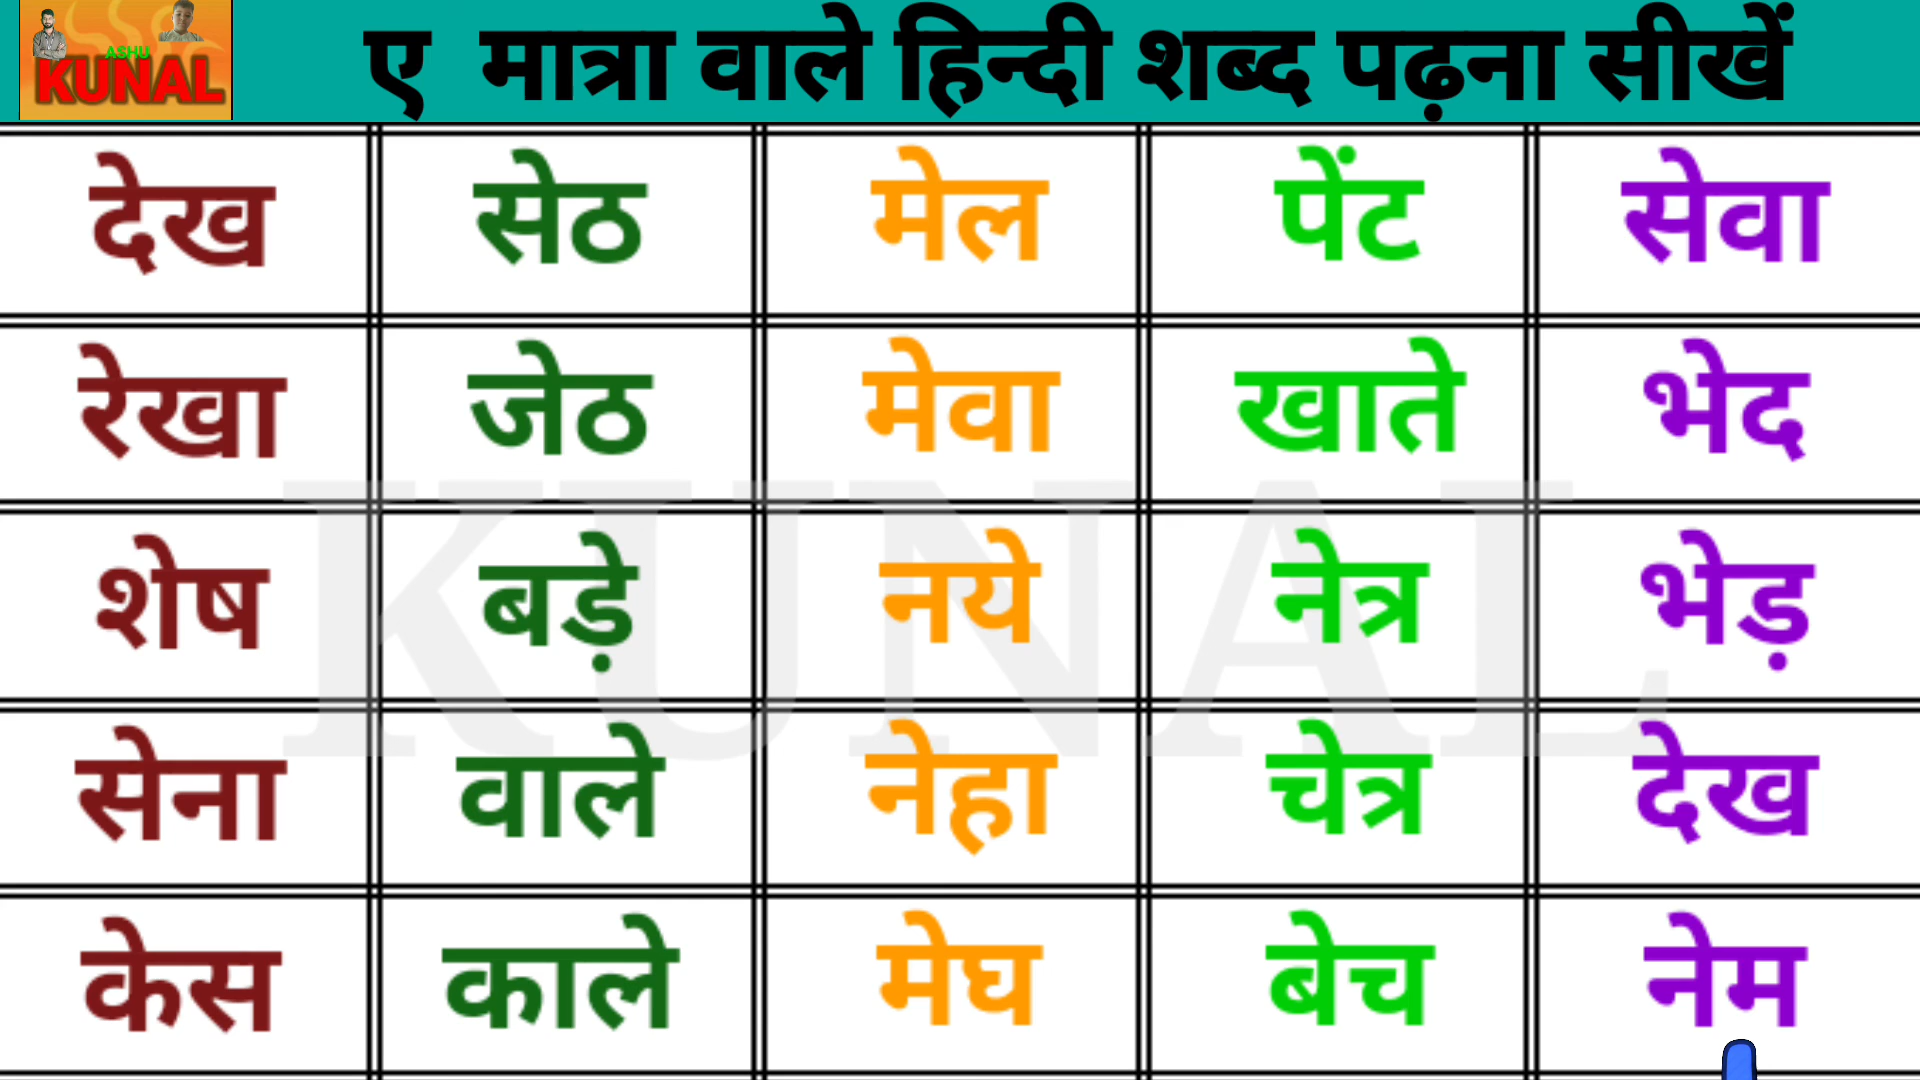 ASHU
KUNAL
ए मात्रा वाले हिन्दी शब्द पढ़ना सीखें
देख सेठ मेल पेंट सेवा
रेखा जेठ मेवा खाते भेद
शेष बड़े नये नेत्र भेड़
सेना वाले नेहा चेत्र देख
केस काले मेघ बेच नेम
KUNAL